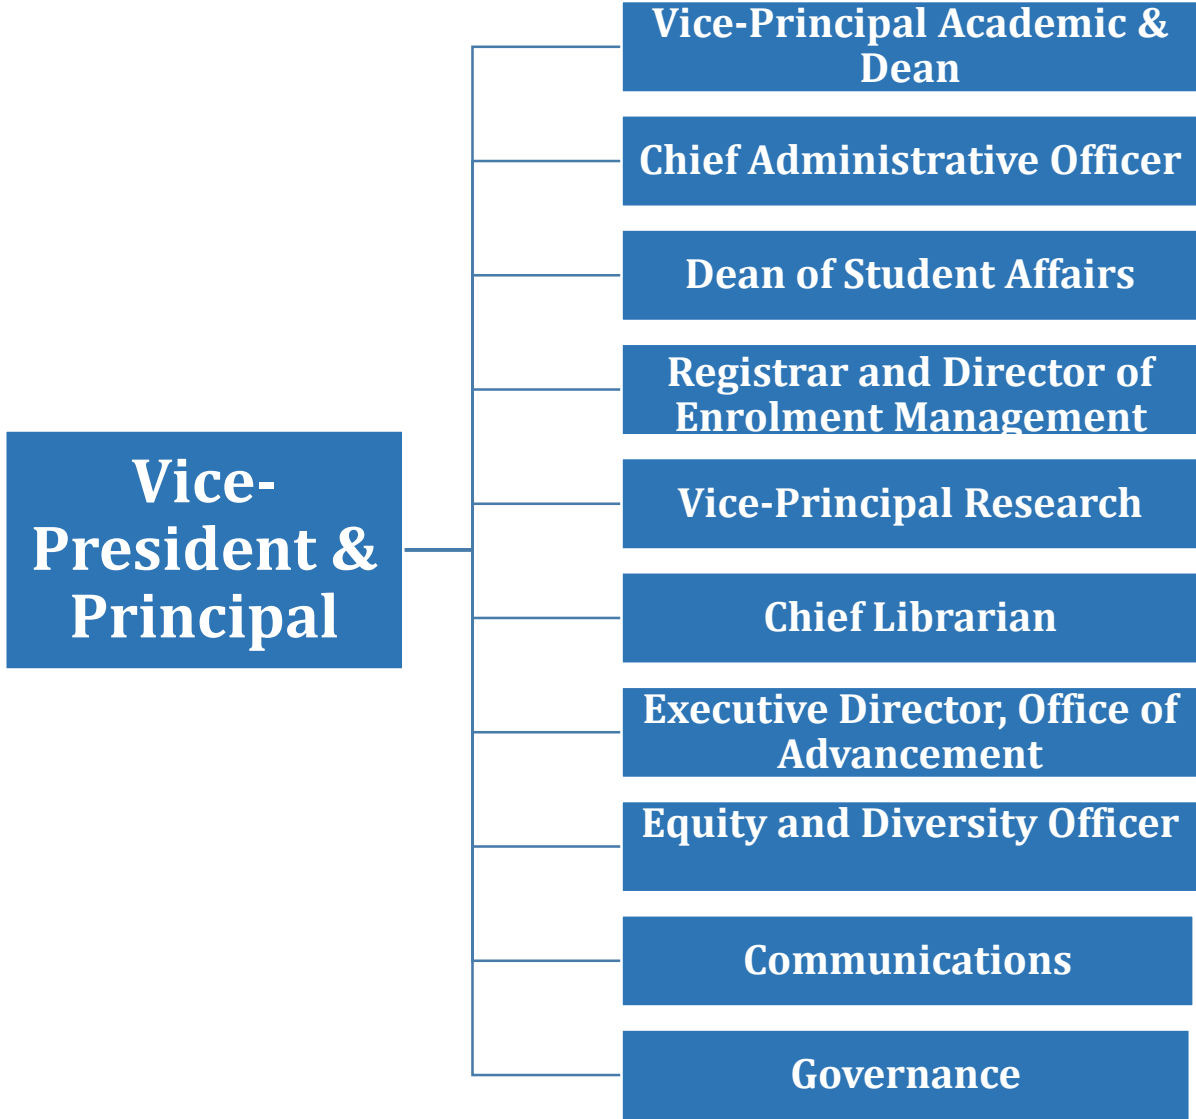 Vice-Principal Academic &
Dean
Chief Administrative Officer
Dean of Student Affairs
Registrar and Director of
Enrolment Management
Vice-
President &
Principal
Vice-Principal Research
Chief Librarian
Executive Director, Office of
Advancement
Equity and Diversity Officer
Communications
Governance